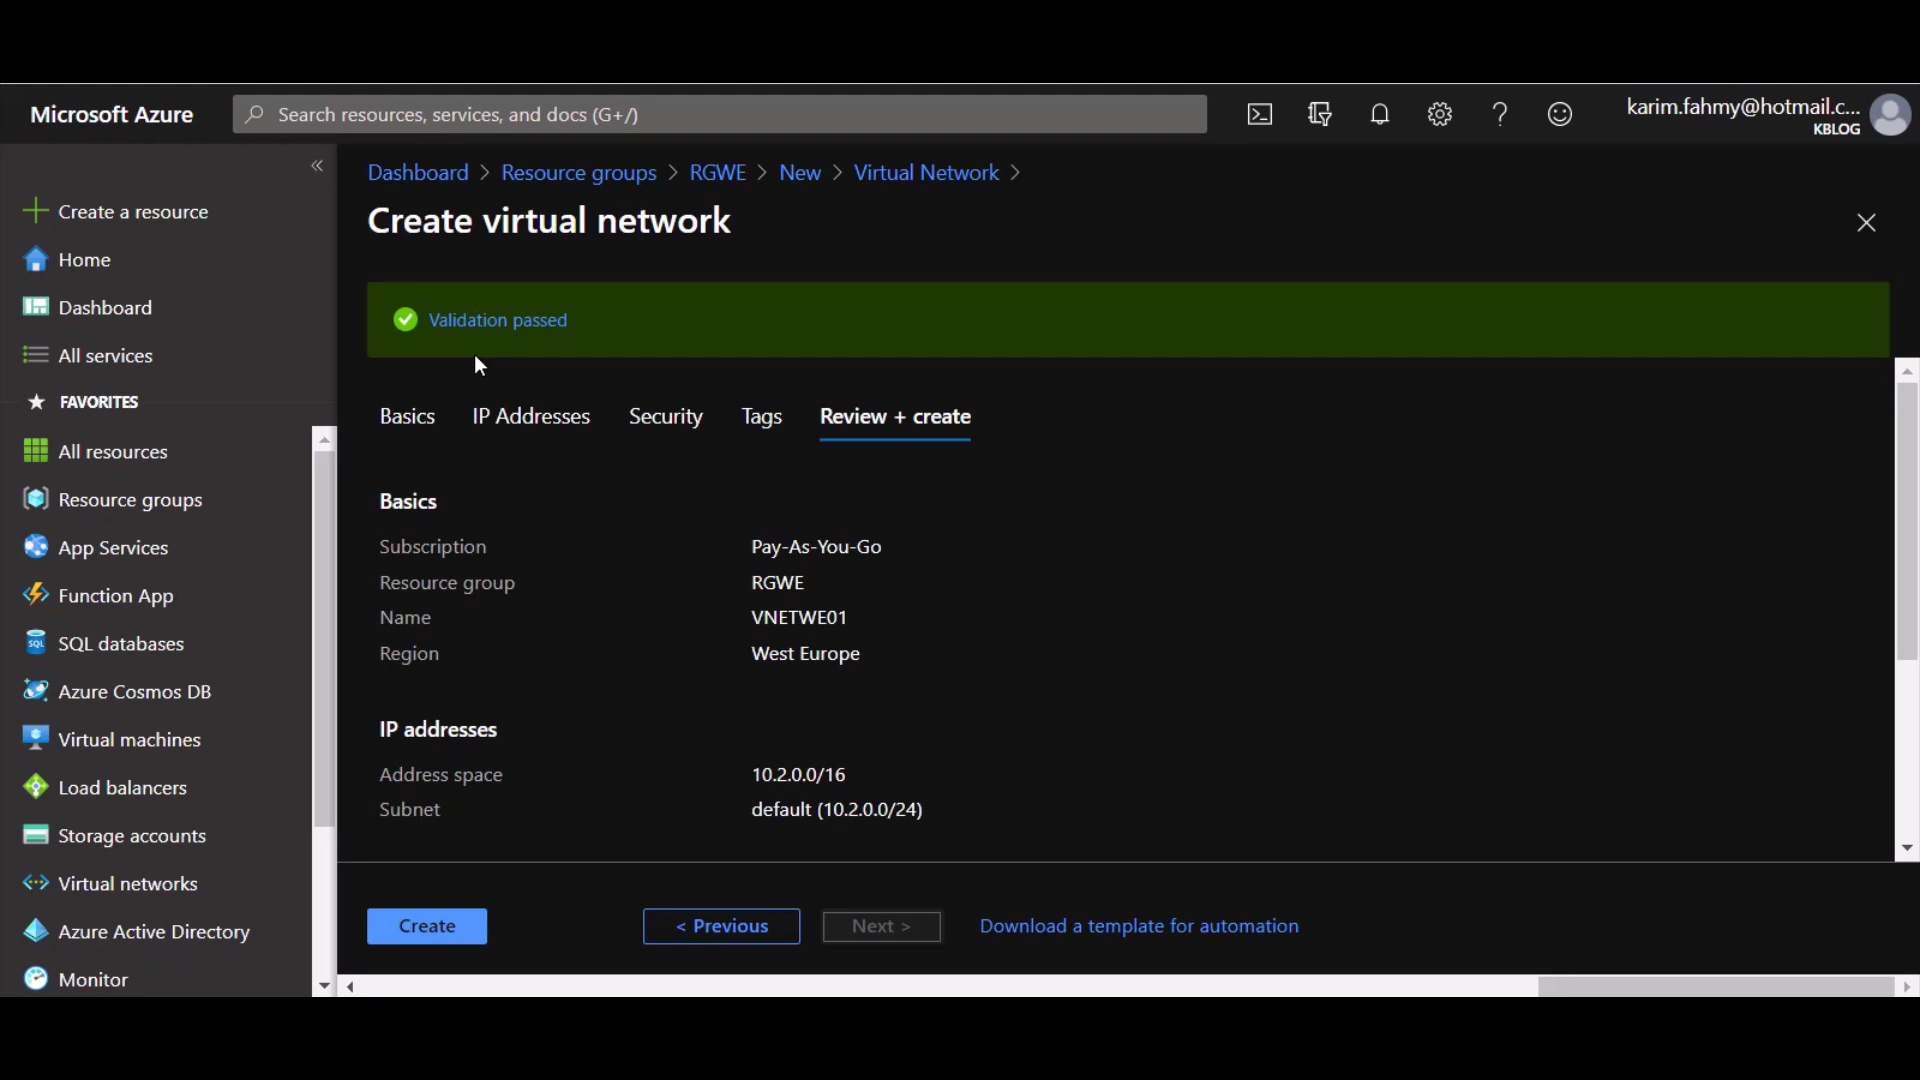 Microsoft Azure
Search resources, services, and docs (G+/)
karim.fahmy@hotmail.c...
KBLOG
Create a resource
Home
Dashboard
All services
FAVORITES
All resources
Resource groups
App Services
Function App
SQL databases
Azure Cosmos DB
Virtual machines
Load balancers
Storage accounts
Virtual networks
Azure Active Directory
Monitor
Dashboard > Resource groups > RGWE > New > Virtual Network >
Create virtual network
Validation passed
Basics IP Addresses Security Tags Review + create
Basics
Subscription Pay-As-You-Go
Resource group RGWE
Name VNETWE01
Region West Europe
IP addresses
Address space 10.2.0.0/16
Subnet default (10.2.0.0/24)
Create < Previous Next > Download a template for automation